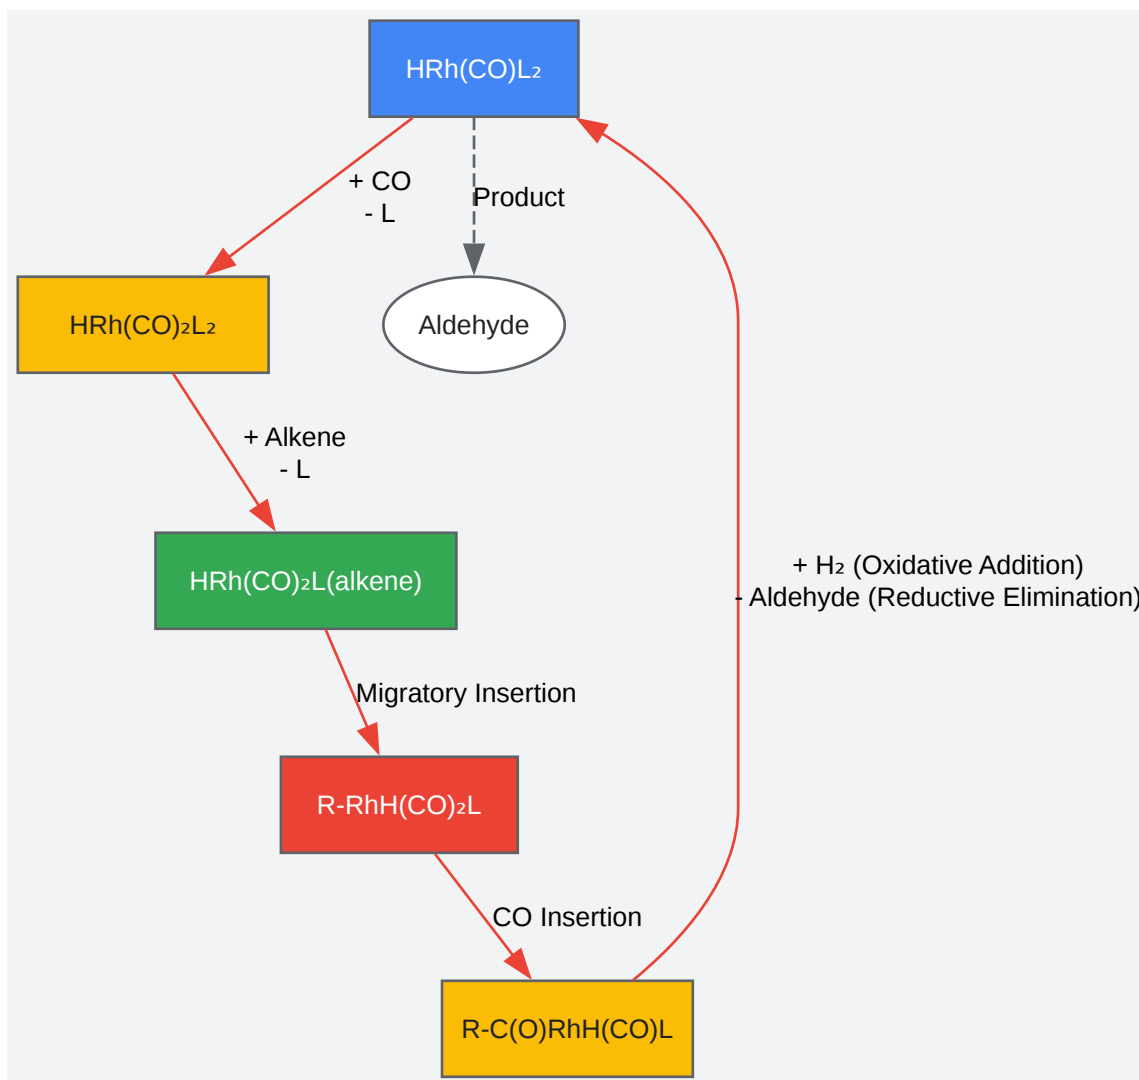 HRh(CO)L₂
+ CO
- L
Product
HRh(CO)₂L₂
Aldehyde
+ Alkene
- L
HRh(CO)₂L(alkene)
+ H₂ (Oxidative Addition)
- Aldehyde (Reductive Elimination)
Migratory Insertion
R-RhH(CO)₂L
CO Insertion
R-C(O)RhH(CO)L